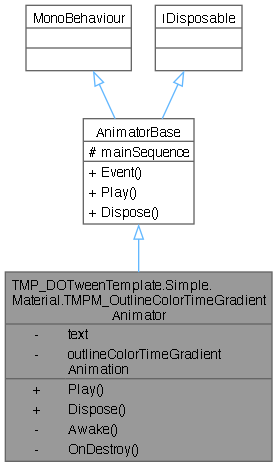 MonoBehaviour
IDisposable
AnimatorBase
# mainSequence
+ Event()
+ Play()
+ Dispose()
TMP_DOTweenTemplate.Simple.
Material.TMPM_OutlineColorTimeGradient
Animator
- text
- outlineColorTimeGradient
Animation
+ Play()
+ Dispose()
- Awake()
- OnDestroy()